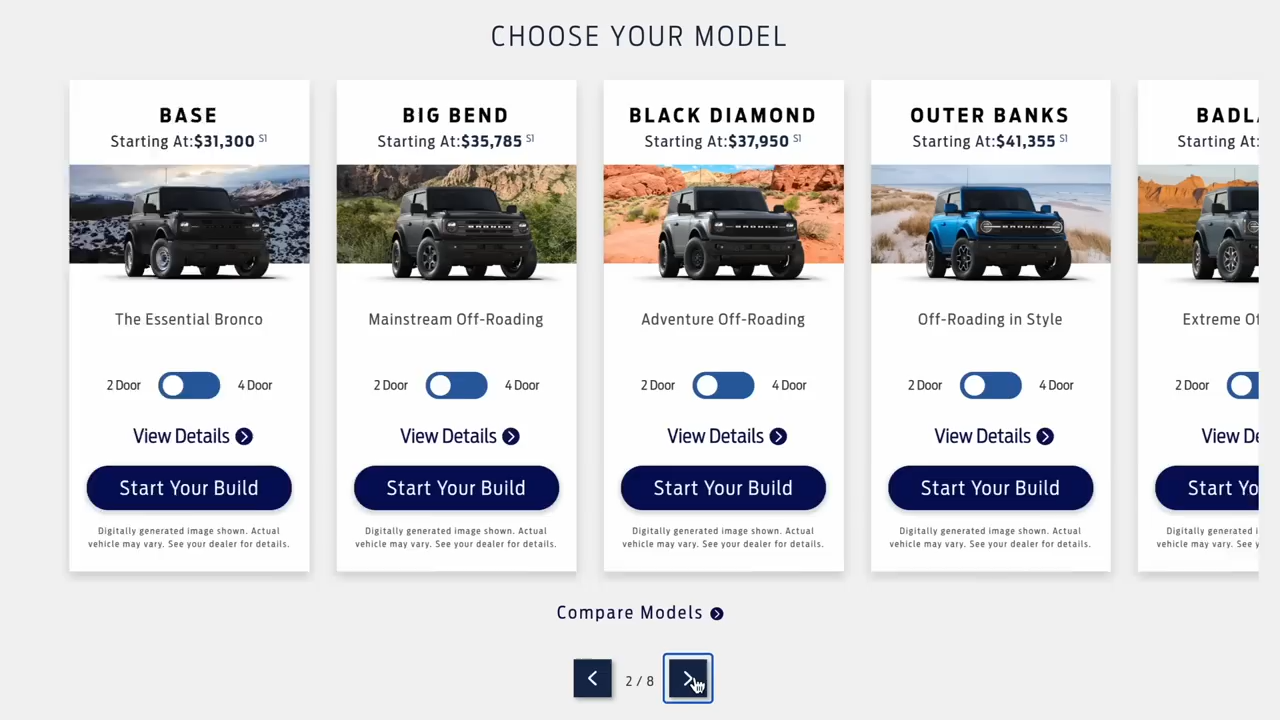 CHOOSE YOUR MODEL
BASE
Starting At:$31,300 S1
The Essential Bronco
2 Door
4 Door
View Details
Start Your Build
Digitally generated image shown. Actual
vehicle may vary. See your dealer for details.
BIG BEND
Starting At:$35,785 S1
Mainstream Off-Roading
2 Door
4 Door
View Details
Start Your Build
Digitally generated image shown. Actual
vehicle may vary. See your dealer for details.
BLACK DIAMOND
Starting At:$37,950 S1
Adventure Off-Roading
2 Door
4 Door
View Details
Start Your Build
Digitally generated image shown. Actual
vehicle may vary. See your dealer for details.
OUTER BANKS
Starting At:$41,355 S1
BRONCO
Off-Roading in Style
2 Door
4 Door
View Details
Start Your Build
Digitally generated image shown. Actual
vehicle may vary. See your dealer for details.
BADL
Starting At:
Extreme Of
2 Door
View De
Start Yo
Digitally generated
vehicle may vary. See y
Compare Models
2 / 8